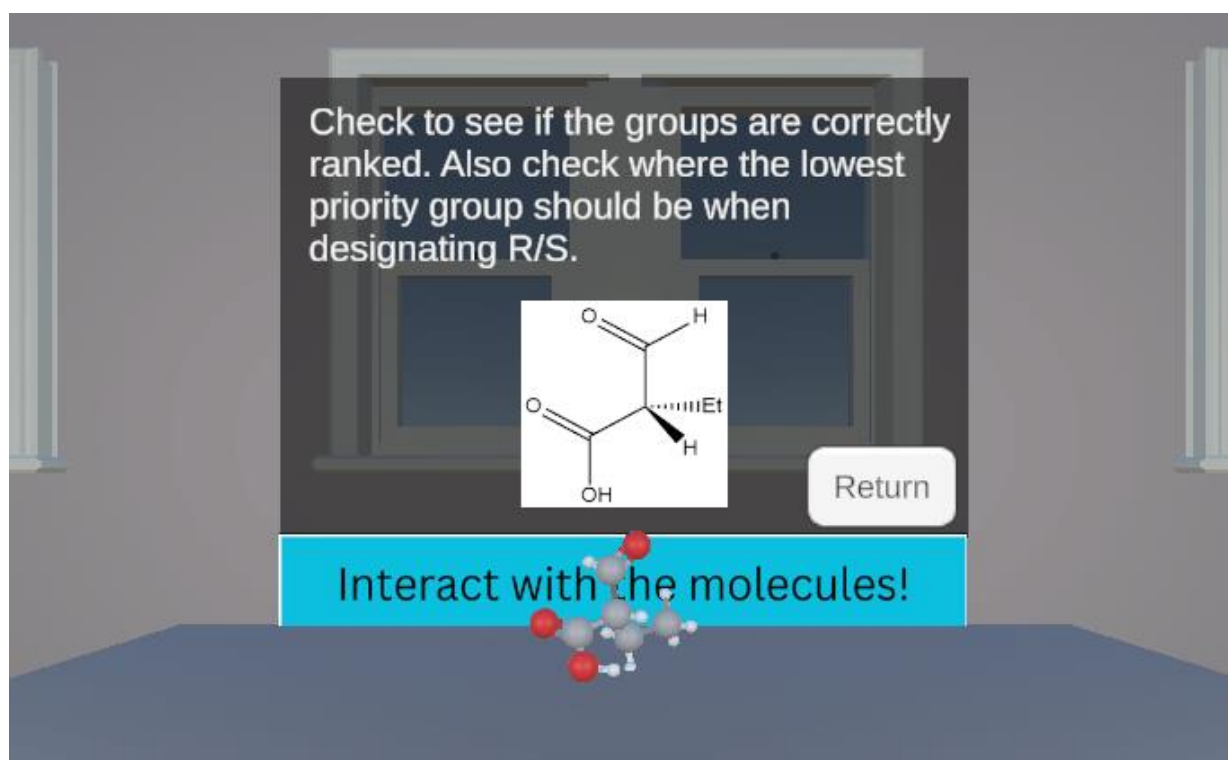 Check to see if the groups are correctly
ranked. Also check where the lowest
priority group should be when
designating R/S.
O H
O
Et
H
OH
Return
Interact with the molecules!